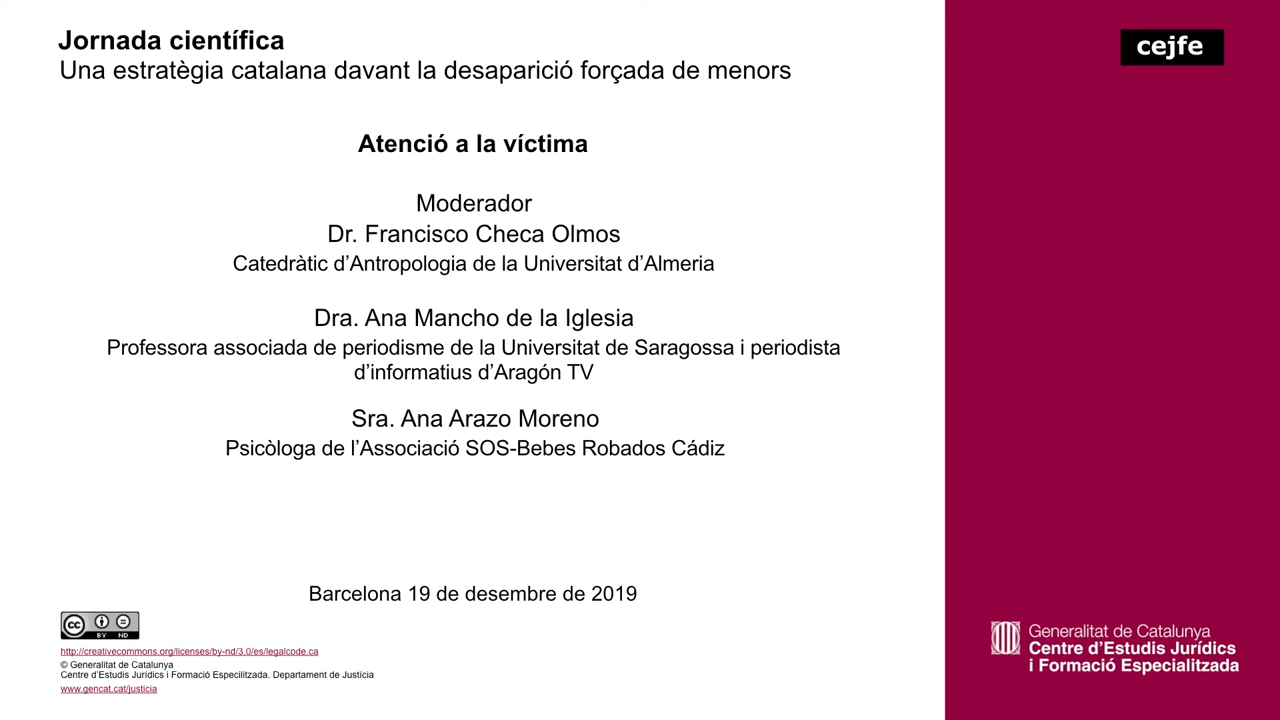 Jornada científica
Una estratègia catalana davant la desaparició forçada de menors
cejfe
Atenció a la víctima
Moderador
Dr. Francisco Checa Olmos
Catedràtic d’Antropologia de la Universitat d’Almeria
Dra. Ana Mancho de la Iglesia
Professora associada de periodisme de la Universitat de Saragossa i periodista
d’informatius d’Aragón TV
Sra. Ana Arazo Moreno
Psicòloga de l’Associació SOS-Bebes Robados Cádiz
Barcelona 19 de desembre de 2019
cc BY ND
http://creativecommons.org/licenses/by-nd/3.0/es/legalcode.ca
© Generalitat de Catalunya
Centre d’Estudis Jurídics i Formació Especilitzada. Departament de Justícia
www.gencat.cat/justicia
Generalitat de Catalunya
Centre d’Estudis Jurídics
i Formació Especialitzada